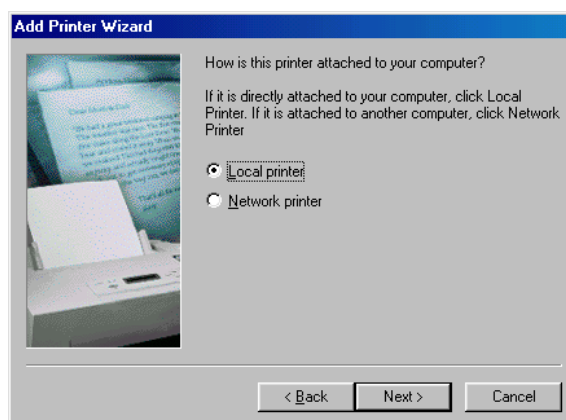 Add Printer Wizard
How is this printer attached to your computer?
If it is directly attached to your computer, click Local
Printer. If it is attached to another computer, click Network
Printer
Local printer
Network printer
< Back
Next >
Cancel